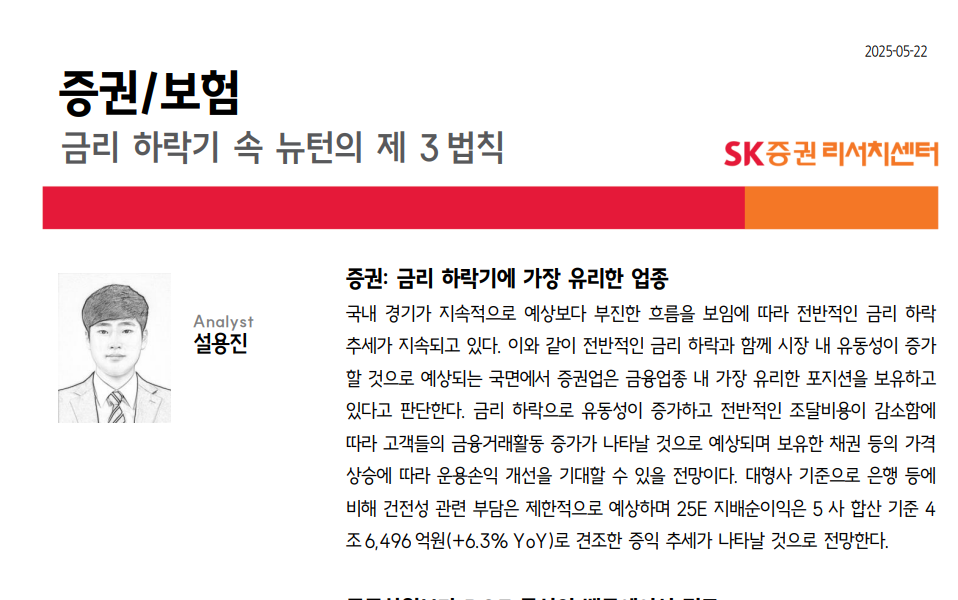 2025-05-22
증권/보험
금리 하락기 속 뉴턴의 제 3 법칙
SK증권 리서치센터
Analyst
설용진
증권: 금리 하락기에 가장 유리한 업종
국내 경기가 지속적으로 예상보다 부진한 흐름을 보임에 따라 전반적인 금리 하락
추세가 지속되고 있다. 이와 같이 전반적인 금리 하락과 함께 시장 내 유동성이 증가
할 것으로 예상되는 국면에서 증권업은 금융업종 내 가장 유리한 포지션을 보유하고
있다고 판단한다. 금리 하락으로 유동성이 증가하고 전반적인 조달비용이 감소함에
따라 고객들의 금융거래활동 증가가 나타날 것으로 예상되며 보유한 채권 등의 가격
상승에 따라 운용손익 개선을 기대할 수 있을 전망이다. 대형사 기준으로 은행 등에
비해 건전성 관련 부담은 제한적으로 예상하며 25E 지배순이익은 5 사 합산 기준 4
조 6,496 억원(+6.3% YoY)로 견조한 증익 추세가 나타날 것으로 전망한다.